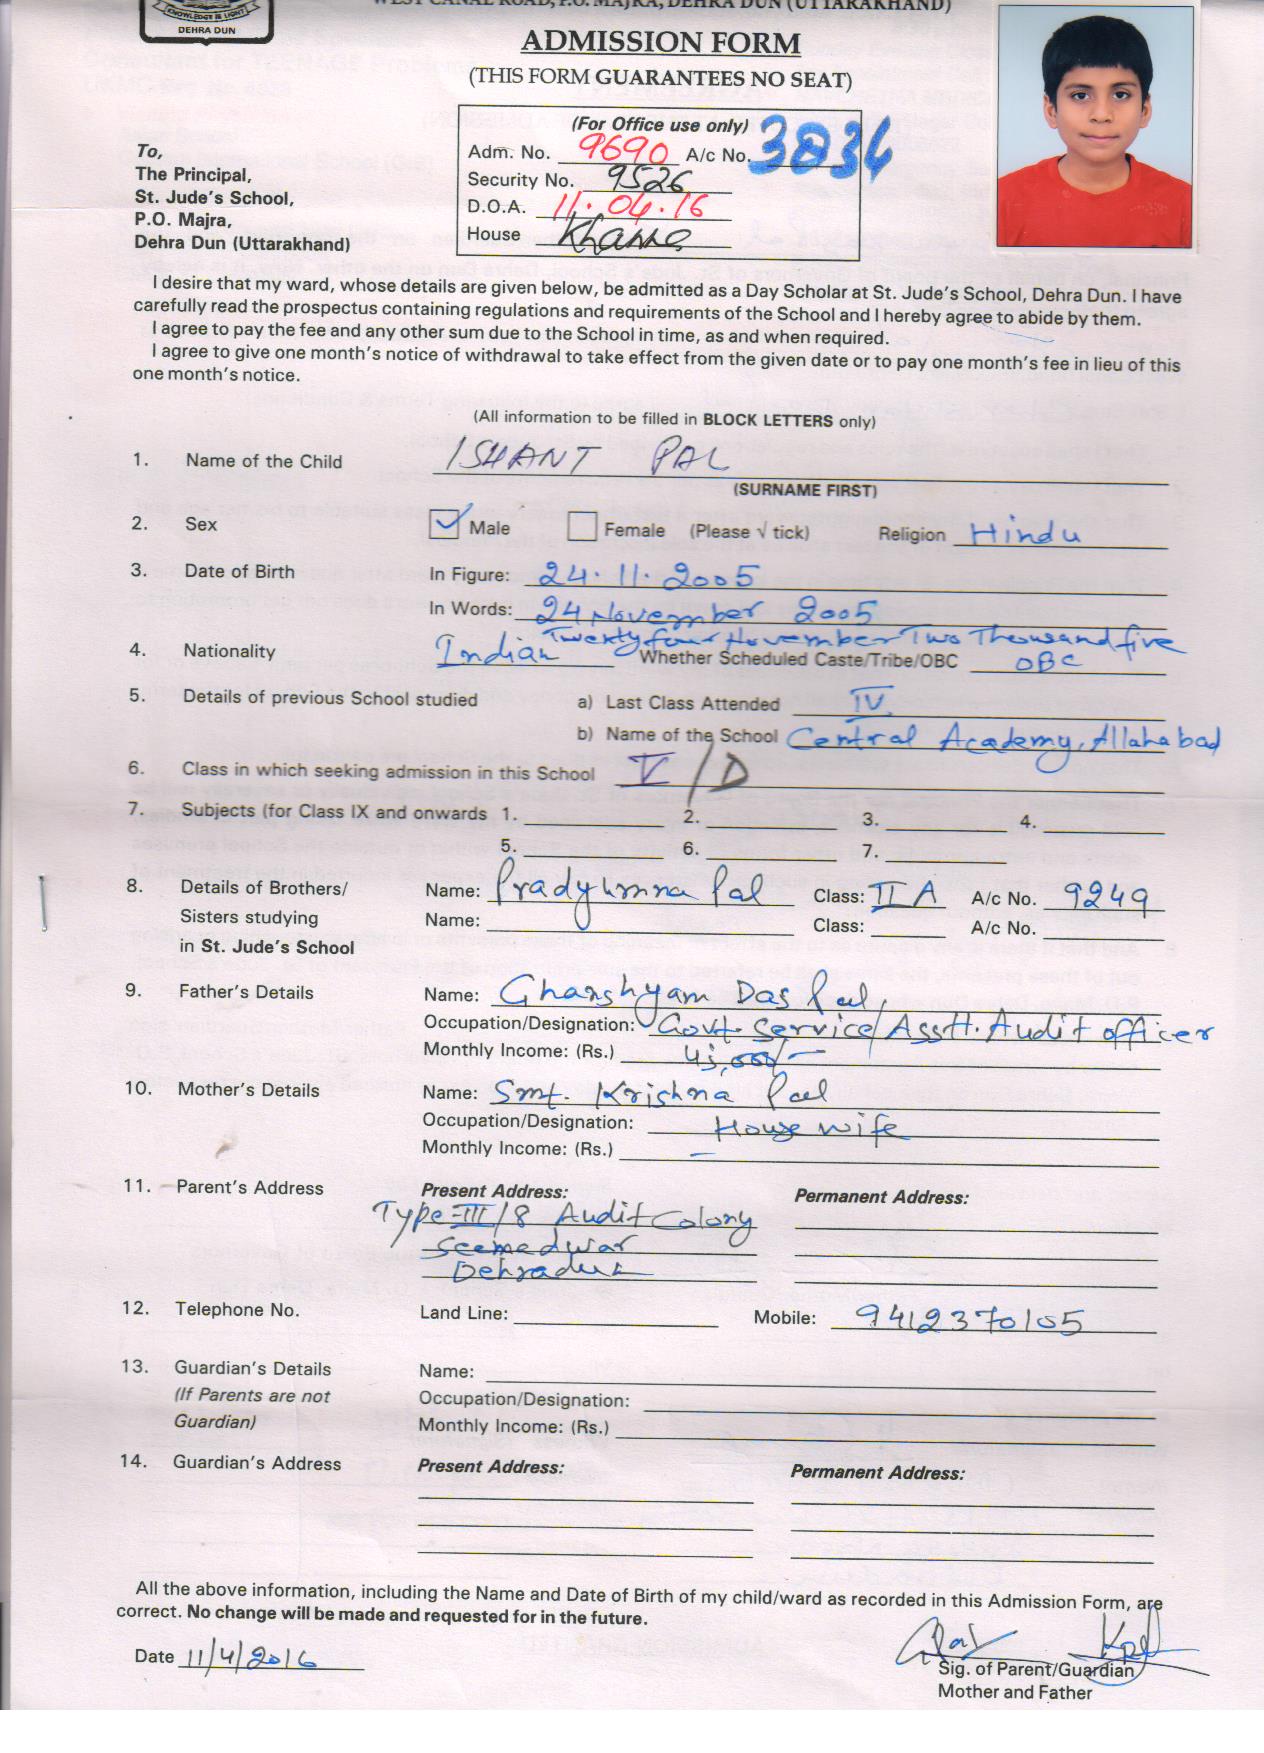 KNOWLEDGE IS LIGHT
DEHRA DUN
WEST CANAL ROAD, P.O. MAJRA, DEHRA DUN (UTTARAKHAND)
ADMISSION FORM
(THIS FORM GUARANTEES NO SEAT)
(For Office use only)
Adm. No. 9690 A/c No. 3834
Security No. 9526
D.O.A. 11.04.16
House Khanna
To,
The Principal,
St. Jude's School,
P.O. Majra,
Dehra Dun (Uttarakhand)
I desire that my ward, whose details are given below, be admitted as a Day Scholar at St. Jude's School, Dehra Dun. I have
carefully read the prospectus containing regulations and requirements of the School and I hereby agree to abide by them.
I agree to pay the fee and any other sum due to the School in time, as and when required.
I agree to give one month's notice of withdrawal to take effect from the given date or to pay one month's fee in lieu of this
one month's notice.
(All information to be filled in BLOCK LETTERS only)
1. Name of the Child ISHANT PAL
(SURNAME FIRST)
2. Sex Male Female (Please √ tick) Religion Hindu
3. Date of Birth In Figure: 24.11.2005
In Words: 24 November 2005
Twenty four November Two Thousand five
4. Nationality Indian Whether Scheduled Caste/Tribe/OBC OBC
5. Details of previous School studied a) Last Class Attended IV
b) Name of the School Central Academy, Allahabad
6. Class in which seeking admission in this School V/D
7. Subjects (for Class IX and onwards 1. 2. 3. 4.
5. 6. 7.
8. Details of Brothers/ Name: Pradyumna Pal Class: II A A/c No. 9249
Sisters studying Name: Class: A/c No.
in St. Jude's School
9. Father's Details Name: Ghanshyam Das Pal
Occupation/Designation: Govt. Service/Asstt. Audit officer
Monthly Income: (Rs.) 45,000/-
10. Mother's Details Name: Smt. Krishna Pal
Occupation/Designation: House wife
Monthly Income: (Rs.) -
11. Parent's Address Present Address: Permanent Address:
Type-III/8 Audit Colony
Seemadwar
Dehradun
12. Telephone No. Land Line: Mobile: 9412370105
13. Guardian's Details Name:
(If Parents are not Occupation/Designation:
Guardian) Monthly Income: (Rs.)
14. Guardian's Address Present Address: Permanent Address:
All the above information, including the Name and Date of Birth of my child/ward as recorded in this Admission Form, are
correct. No change will be made and requested for in the future.
Date 11/4/2016
Sig. of Parent/Guardian
Mother and Father